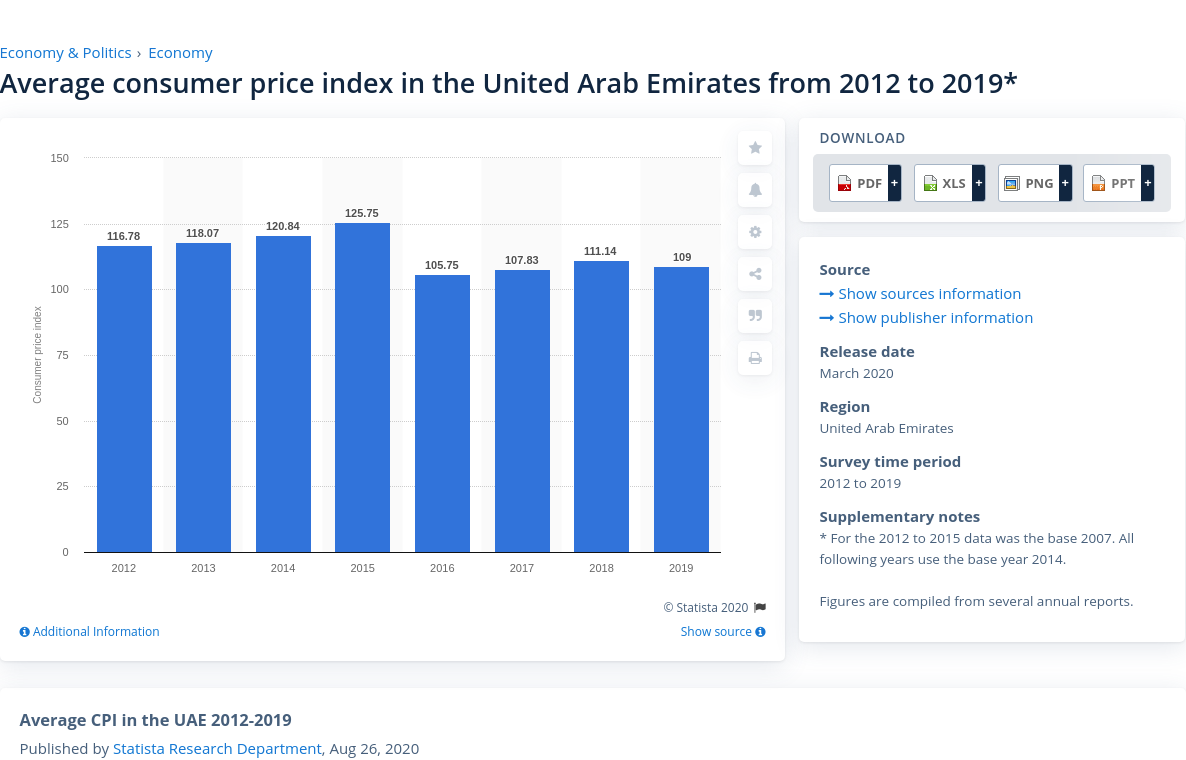 Economy & Politics › Economy
Average consumer price index in the United Arab Emirates from 2012 to 2019*
150
125
100
75
50
25
0
Consumer price index
116.78
118.07
120.84
125.75
105.75
107.83
111.14
109
2012
2013
2014
2015
2016
2017
2018
2019
© Statista 2020
Additional Information
Show source
DOWNLOAD
PDF +
XLS +
PNG +
PPT +
Source
Show sources information
Show publisher information
Release date
March 2020
Region
United Arab Emirates
Survey time period
2012 to 2019
Supplementary notes
* For the 2012 to 2015 data was the base 2007. All
following years use the base year 2014.
Figures are compiled from several annual reports.
Average CPI in the UAE 2012-2019
Published by Statista Research Department, Aug 26, 2020